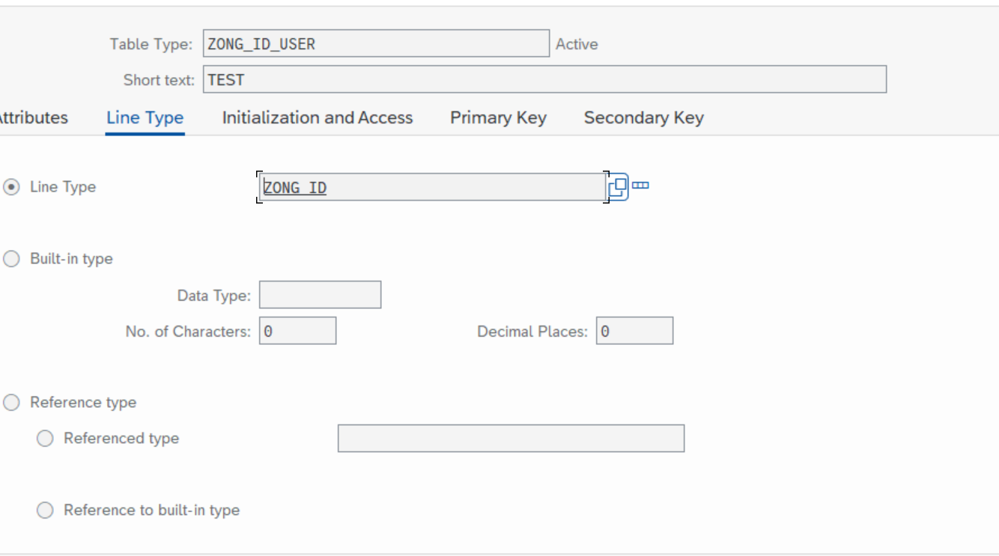 Table Type: ZONG_ID_USER Active
Short text: TEST
Attributes Line Type Initialization and Access Primary Key Secondary Key
Line Type ZONG_ID
Built-in type
Data Type:
No. of Characters: 0 Decimal Places: 0
Reference type
Referenced type
Reference to built-in type